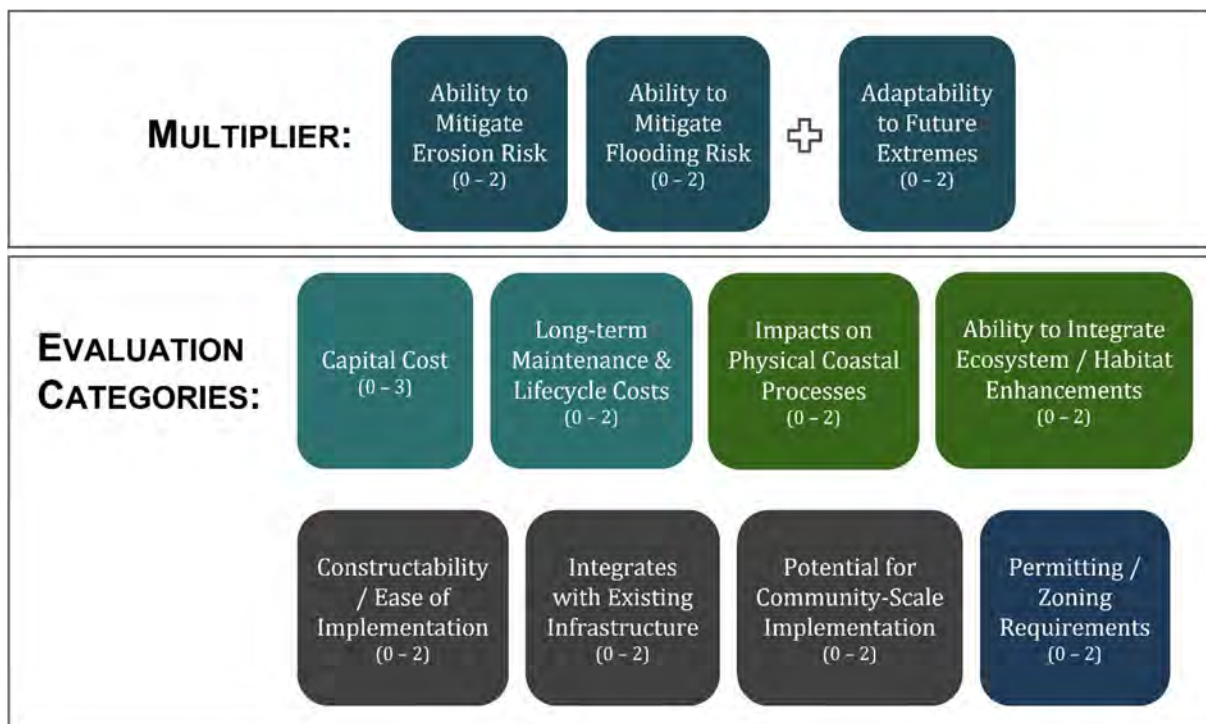 MULTIPLIER:
Ability to
Mitigate
Erosion Risk
(0 – 2)
Ability to
Mitigate
Flooding Risk
(0 – 2)
Adaptability
to Future
Extremes
(0 – 2)
EVALUATION
CATEGORIES:
Capital Cost
(0 – 3)
Long-term
Maintenance &
Lifecycle Costs
(0 – 2)
Impacts on
Physical Coastal
Processes
(0 – 2)
Ability to Integrate
Ecosystem / Habitat
Enhancements
(0 – 2)
Constructability
/ Ease of
Implementation
(0 – 2)
Integrates
with Existing
Infrastructure
(0 – 2)
Potential for
Community-Scale
Implementation
(0 – 2)
Permitting /
Zoning
Requirements
(0 – 2)